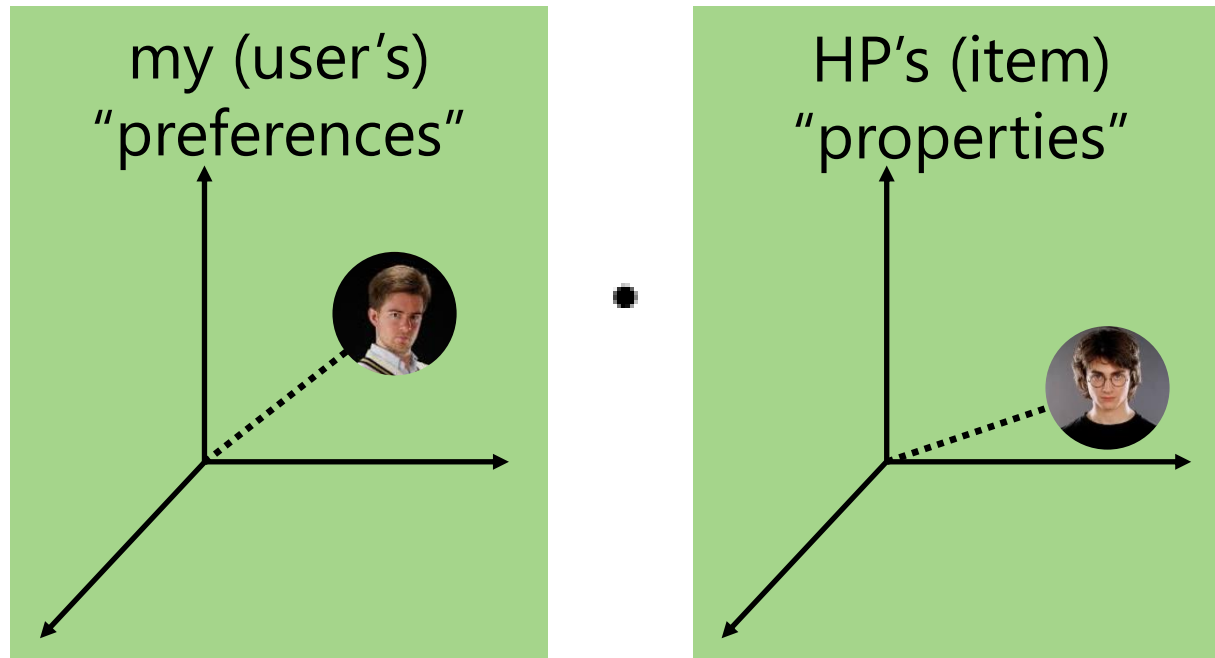 my (user’s)
“preferences”
HP’s (item)
“properties”